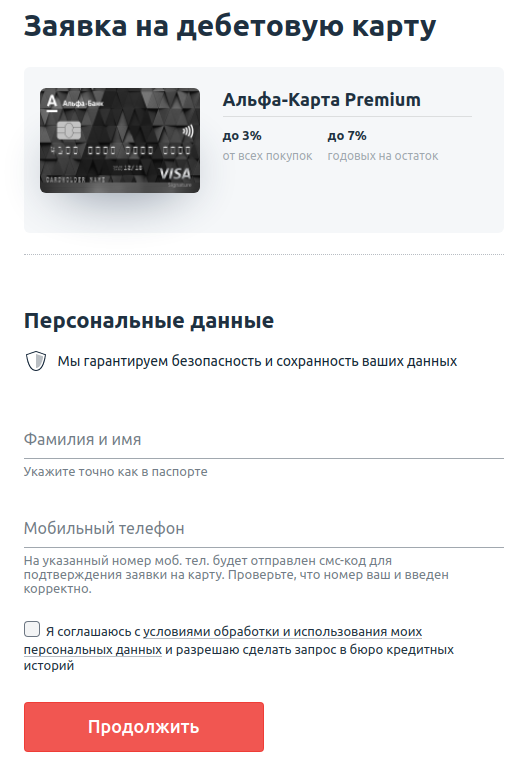 Заявка на дебетовую карту
Альфа-Банк
Альфа-Карта Premium
до 3%
до 7%
от всех покупок
годовых на остаток
4100 0000 0000 0000
12/18
CARDHOLDER NAME
VISA
Signature
Персональные данные
Мы гарантируем безопасность и сохранность ваших данных
Фамилия и имя
Укажите точно как в паспорте
Мобильный телефон
На указанный номер моб. тел. будет отправлен смс-код для
подтверждения заявки на карту. Проверьте, что номер ваш и введен
корректно.
Я соглашаюсь с условиями обработки и использования моих
персональных данных и разрешаю сделать запрос в бюро кредитных
историй
Продолжить